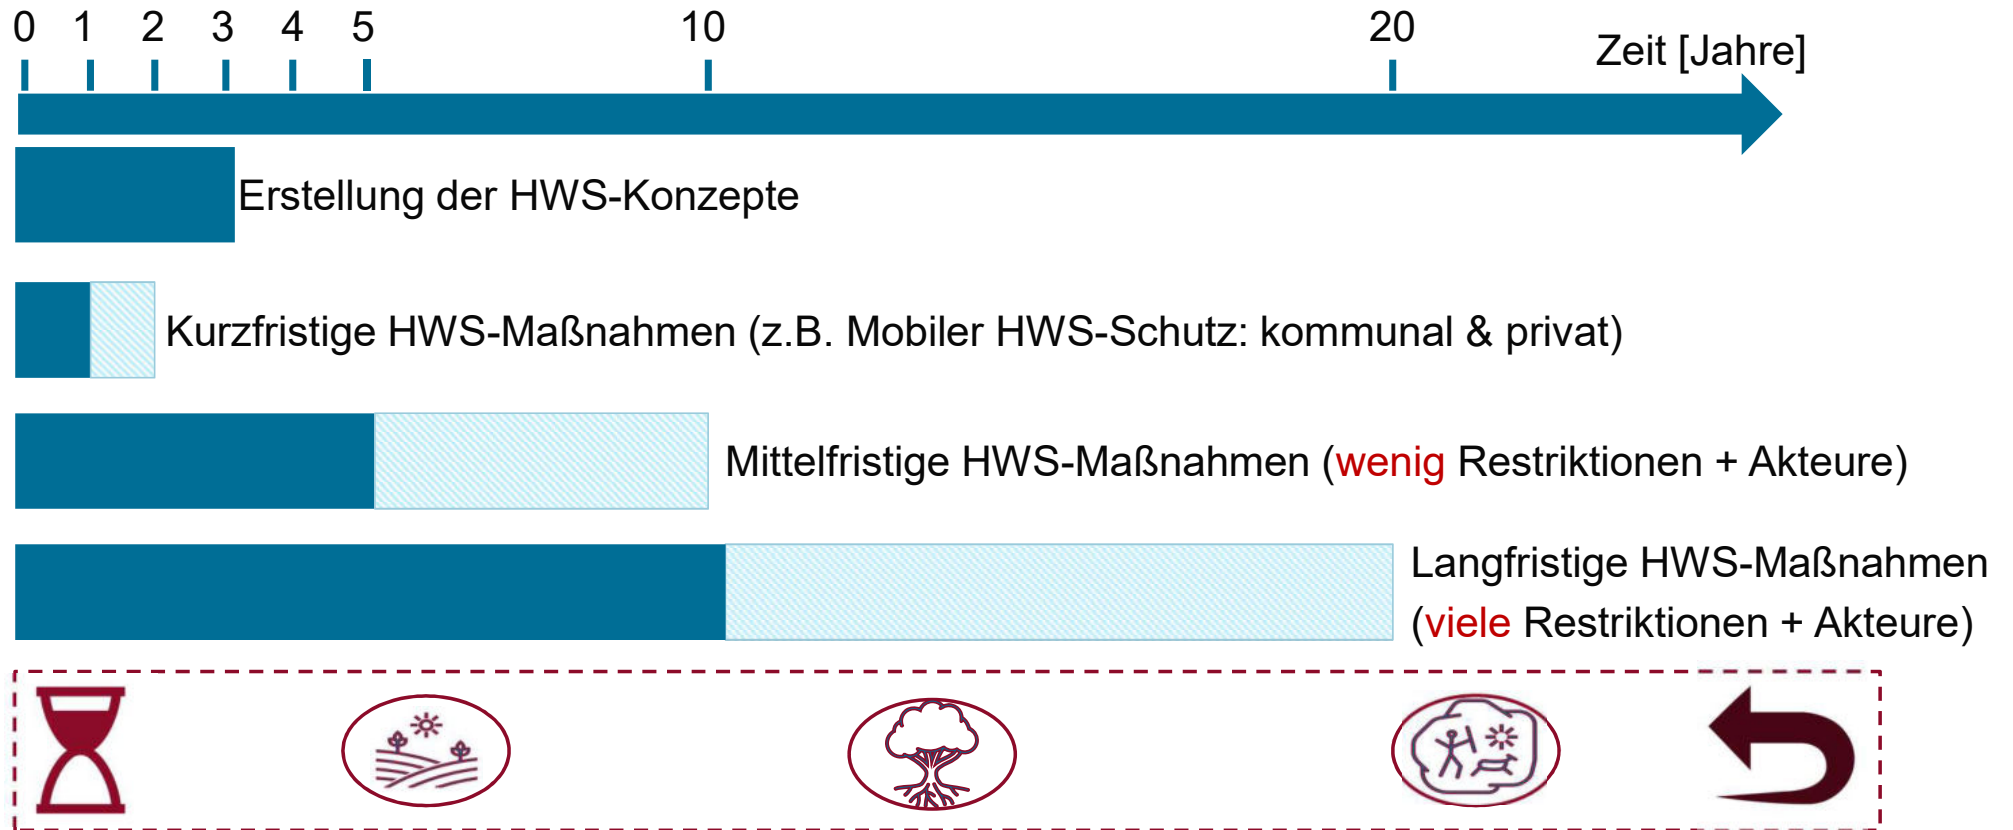 0 1 2 3 4 5 10 20
Zeit [Jahre]
Erstellung der HWS-Konzepte
Kurzfristige HWS-Maßnahmen (z.B. Mobiler HWS-Schutz: kommunal & privat)
Mittelfristige HWS-Maßnahmen (wenig Restriktionen + Akteure)
Langfristige HWS-Maßnahmen
(viele Restriktionen + Akteure)